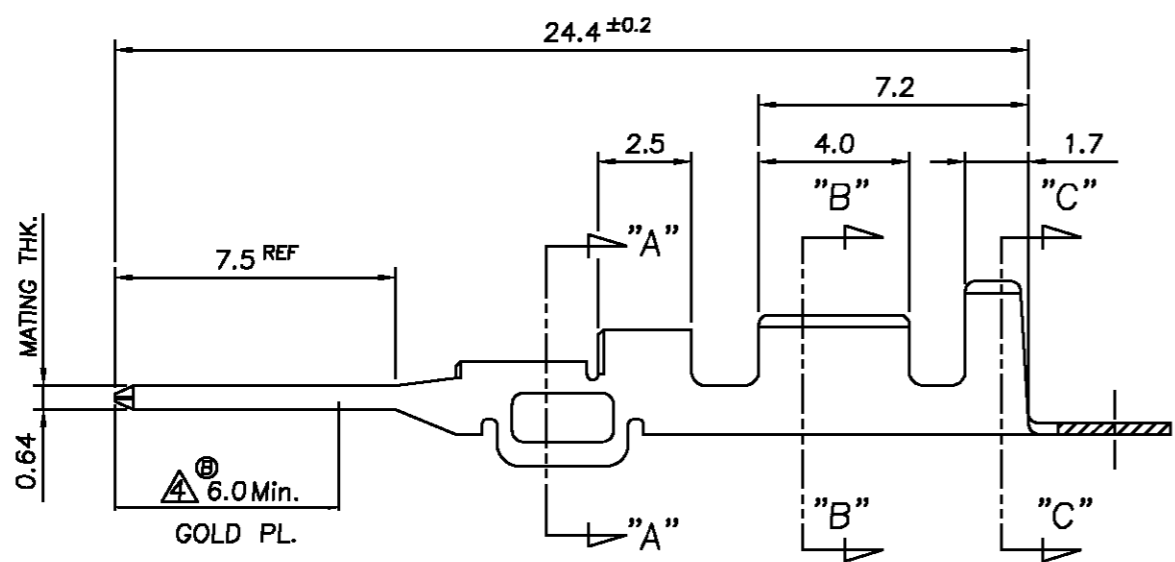 24.4 ±0.2
7.2
2.5
4.0
1.7
"B"
"C"
"A"
MATING THK.
7.5 REF
0.64
4
B
6.0 Min.
GOLD PL.
"B"
"C"
"A"